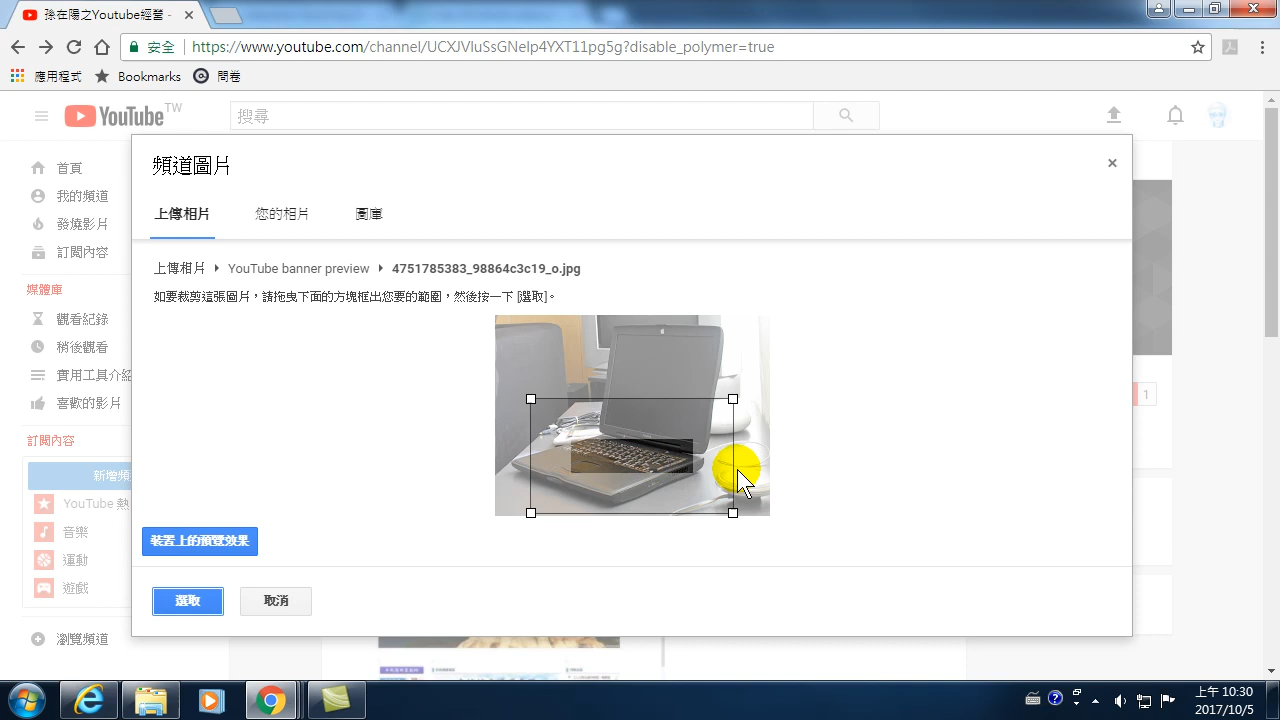 孫在陽之Youtube經營 -
安全 https://www.youtube.com/channel/UCXJVluSsGNelp4YXT11pg5g?disable_polymer=true
應用程式 Bookmarks 問卷
YouTube TW
搜尋
頻道圖片
上傳相片 您的相片 圖庫
上傳相片 YouTube banner preview 4751785383_98864c3c19_o.jpg
如要裁剪這張圖片，請拖曳下面的方塊框出您要的範圍，然後按一下 [選取]。
裝置上的預覽效果
選取 取消
首頁
我的頻道
發燒影片
訂閱內容
媒體庫
觀看紀錄
稍後觀看
實用工具介紹
喜歡的影片
訂閱內容
新增頻
YouTube 熱
音樂
運動
遊戲
瀏覽頻道
1
上午 10:30
2017/10/5